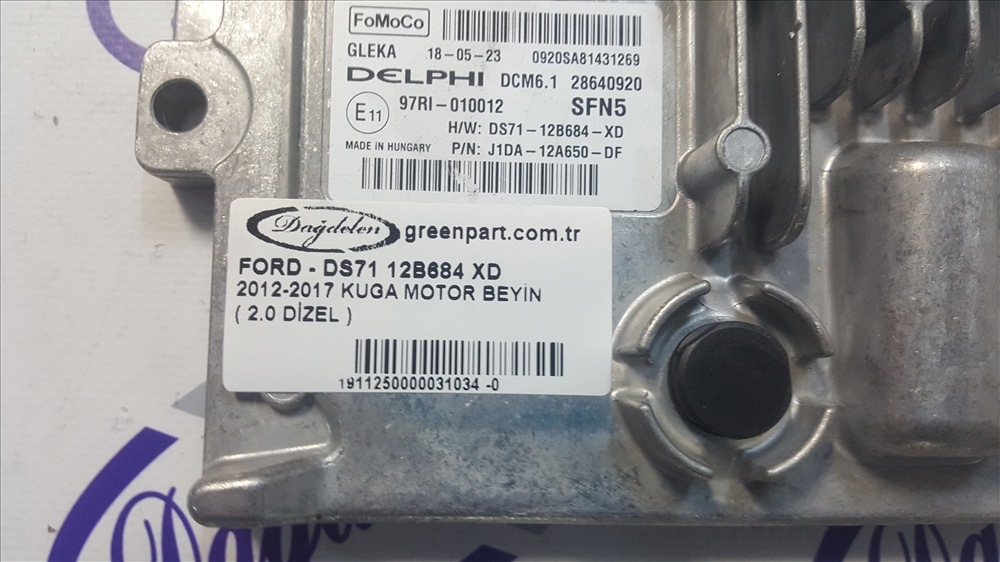 FoMoCo
GLEKA 18-05-23 0920SA81431269
DELPHI DCM6.1 28640920
E11 97RI-010012 SFN5
H/W: DS71-12B684-XD
MADE IN HUNGARY P/N: J1DA-12A650-DF
Dağdelen greenpart.com.tr
FORD - DS71 12B684 XD
2012-2017 KUGA MOTOR BEYİN
( 2.0 DİZEL )
1911250000031034 -0